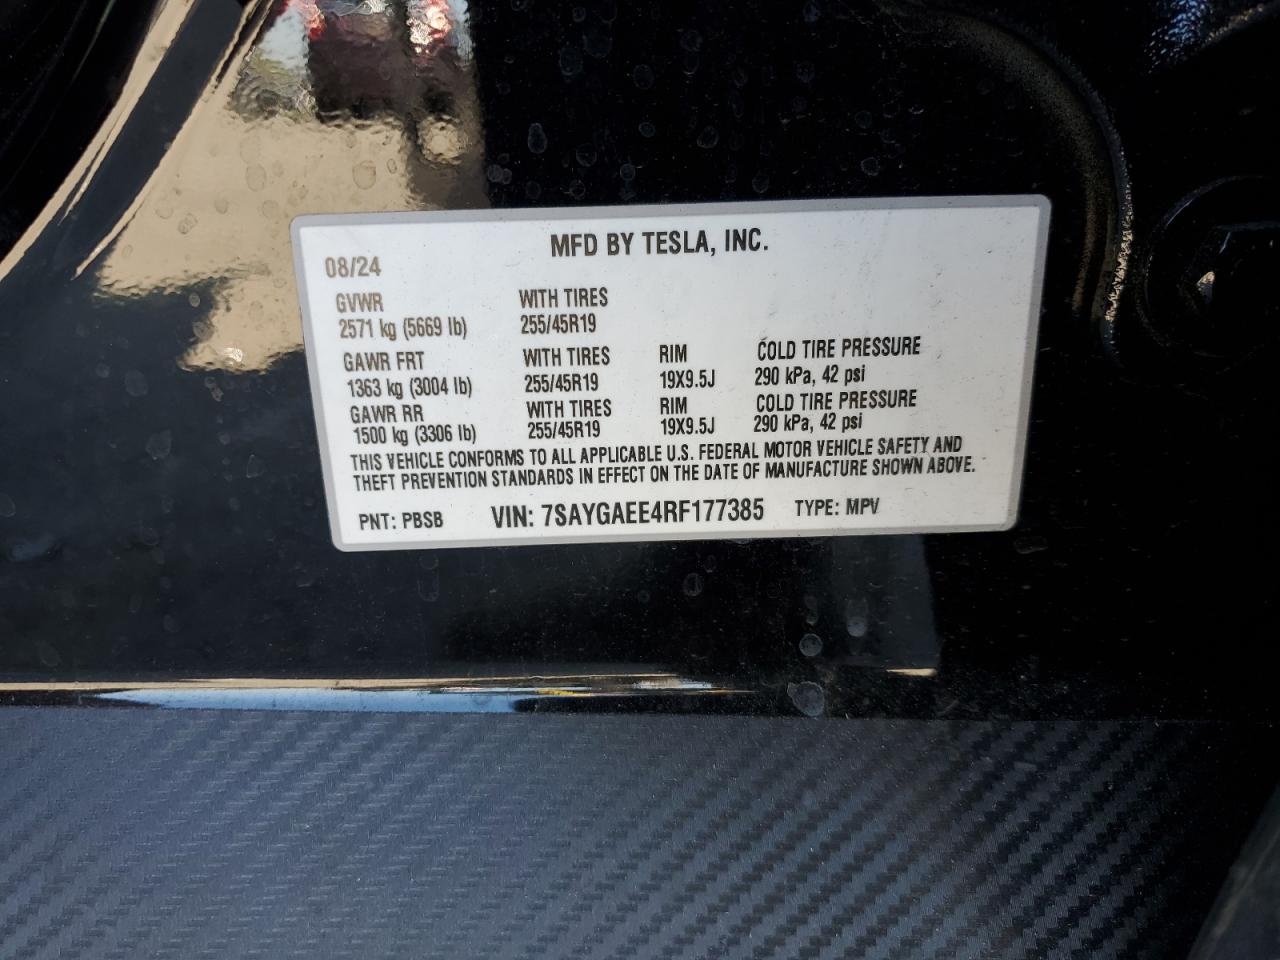 MFD BY TESLA, INC.
08/24
GVWR WITH TIRES
2571 kg (5669 lb) 255/45R19
GAWR FRT WITH TIRES RIM COLD TIRE PRESSURE
1363 kg (3004 lb) 255/45R19 19X9.5J 290 kPa, 42 psi
GAWR RR WITH TIRES RIM COLD TIRE PRESSURE
1500 kg (3306 lb) 255/45R19 19X9.5J 290 kPa, 42 psi
THIS VEHICLE CONFORMS TO ALL APPLICABLE U.S. FEDERAL MOTOR VEHICLE SAFETY AND
THEFT PREVENTION STANDARDS IN EFFECT ON THE DATE OF MANUFACTURE SHOWN ABOVE.
PNT: PBSB VIN: 7SAYGAEE4RF177385 TYPE: MPV